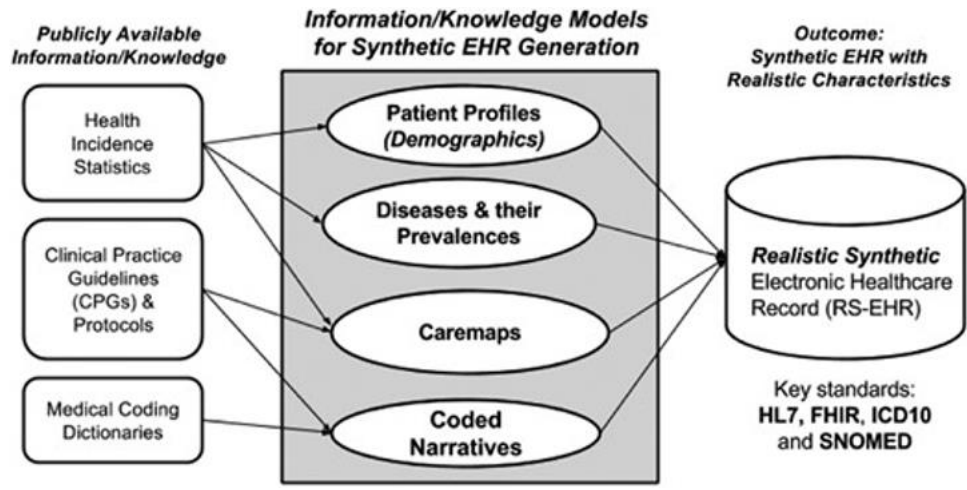 Publicly Available
Information/Knowledge
Health
Incidence
Statistics
Clinical Practice
Guidelines
(CPGs) &
Protocols
Medical Coding
Dictionaries
Information/Knowledge Models
for Synthetic EHR Generation
Patient Profiles
(Demographics)
Diseases & their
Prevalences
Caremaps
Coded
Narratives
Outcome:
Synthetic EHR with
Realistic Characteristics
Realistic Synthetic
Electronic Healthcare
Record (RS-EHR)
Key standards:
HL7, FHIR, ICD10
and SNOMED